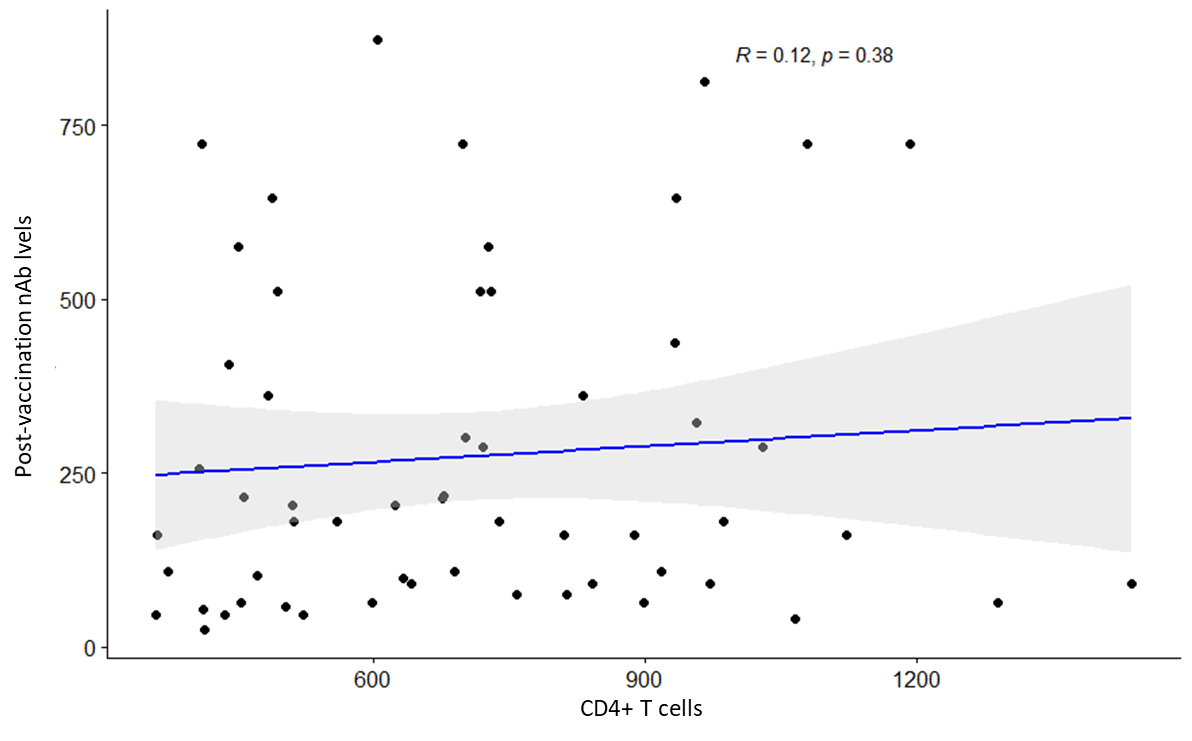 R = 0.12, p = 0.38
750
500
250
0
Post-vaccination nAb lvels
600 900 1200
CD4+ T cells